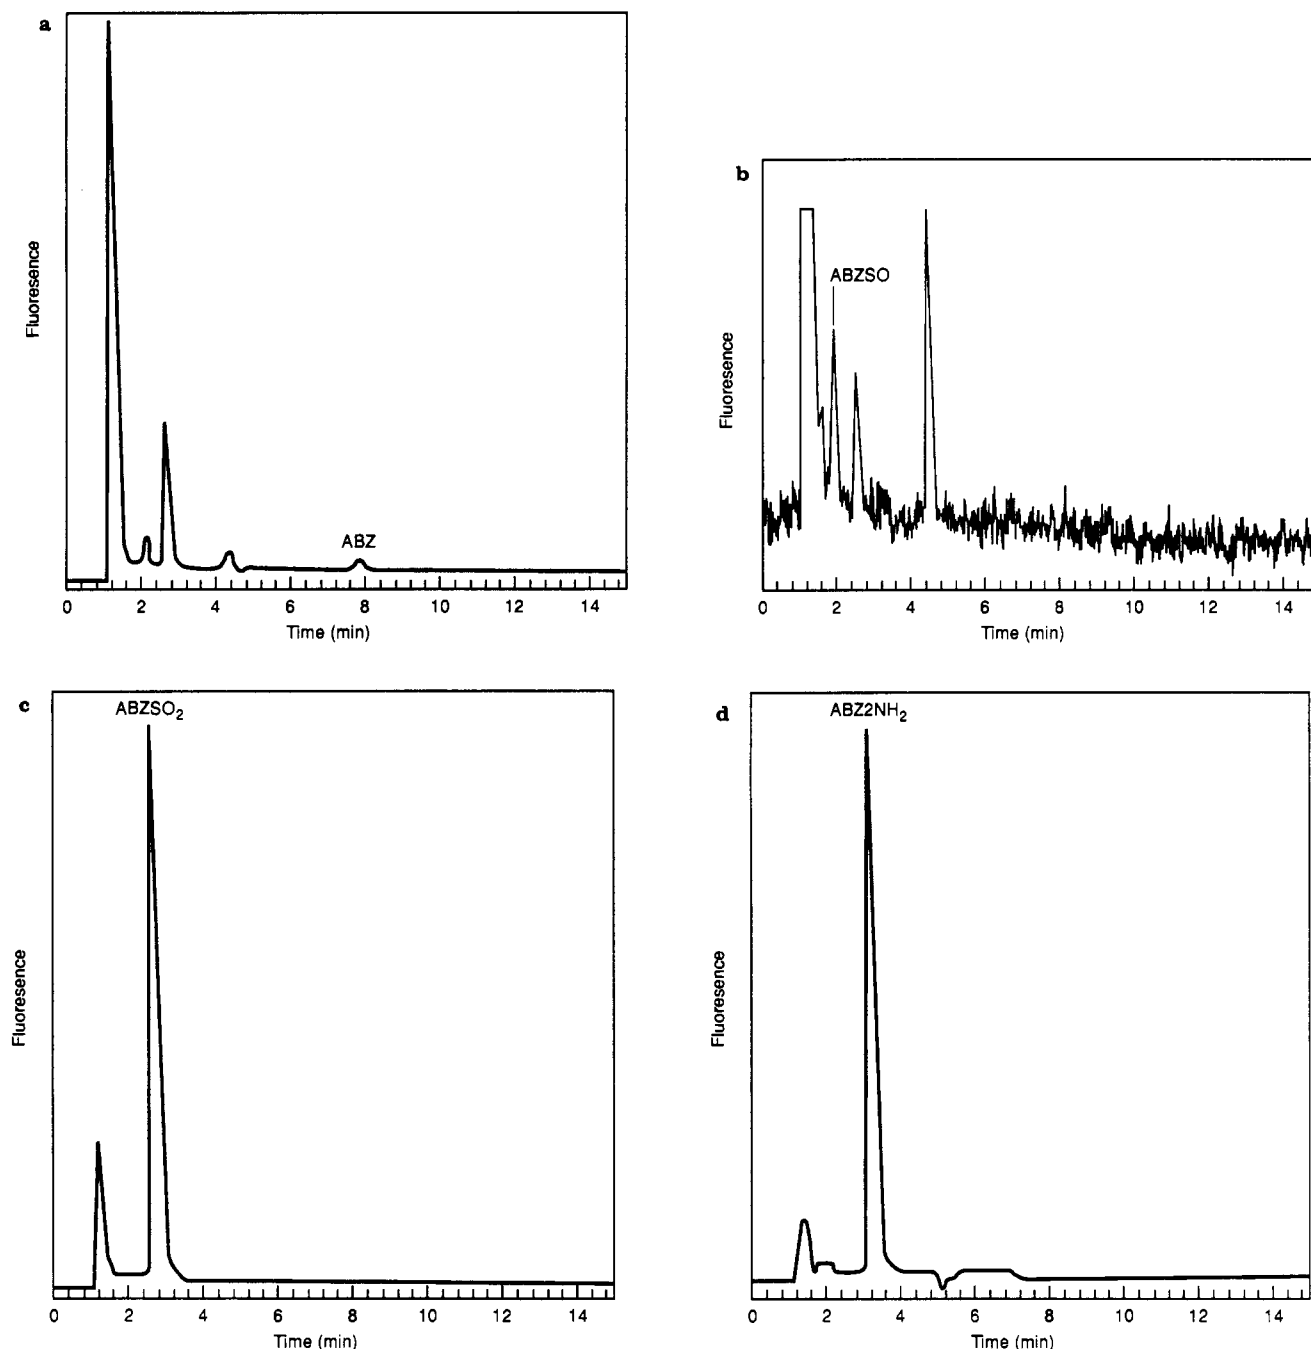 a
Fluoresence
ABZ
0 2 4 6 8 10 12 14
Time (min)
b
Fluoresence
ABZSO
0 2 4 6 8 10 12 14
Time (min)
c
Fluoresence
ABZSO₂
0 2 4 6 8 10 12 14
Time (min)
d
Fluoresence
ABZ2NH₂
0 2 4 6 8 10 12 14
Time (min)